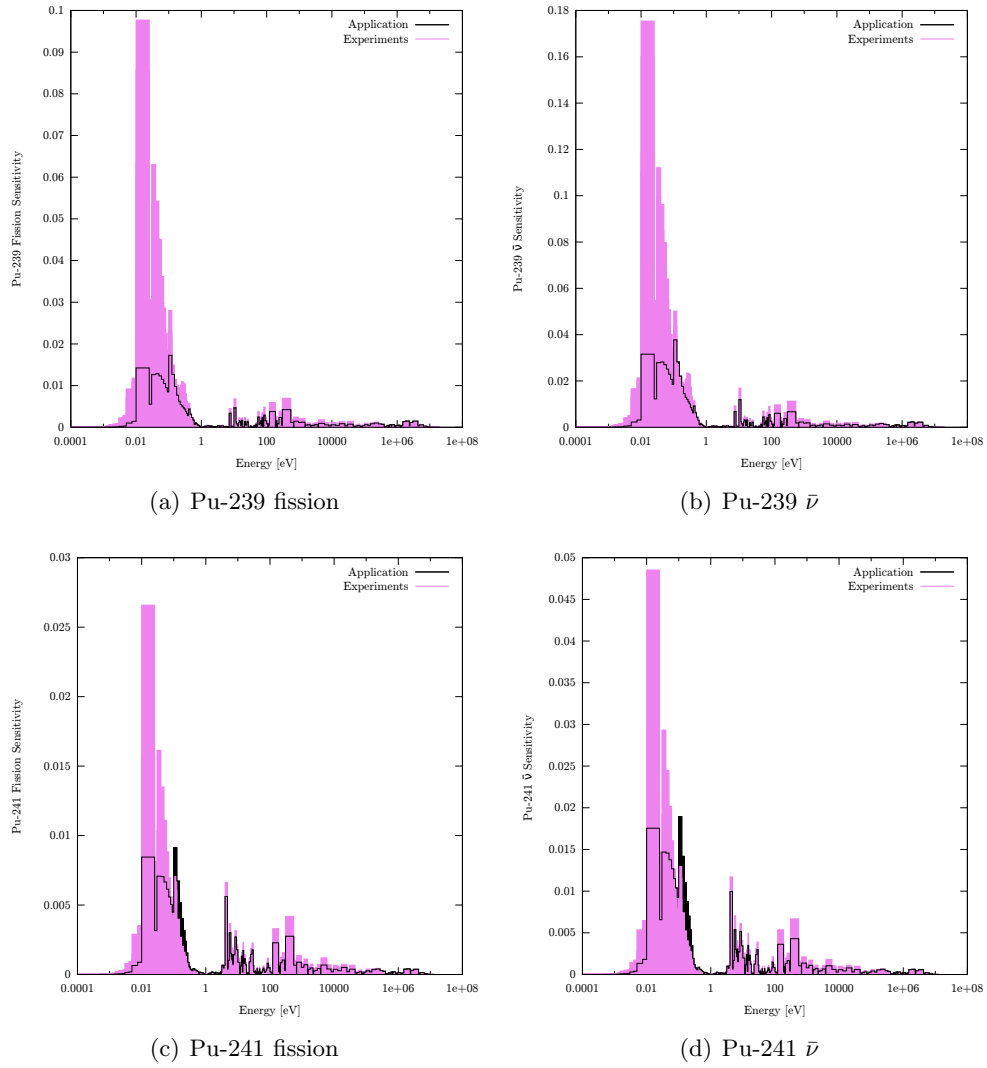 0.1
0.09
0.08
0.07
0.06
0.05
0.04
0.03
0.02
0.01
0
Pu-239 Fission Sensitivity
Application
Experiments
0.0001 0.01 1 100 10000 1e+06 1e+08
Energy [eV]
(a) Pu-239 fission
0.18
0.16
0.14
0.12
0.1
0.08
0.06
0.04
0.02
0
Pu-239 ν̄ Sensitivity
Application
Experiments
0.0001 0.01 1 100 10000 1e+06 1e+08
Energy [eV]
(b) Pu-239 ν̄
0.03
0.025
0.02
0.015
0.01
0.005
0
Pu-241 Fission Sensitivity
Application
Experiments
0.0001 0.01 1 100 10000 1e+06 1e+08
Energy [eV]
(c) Pu-241 fission
0.05
0.045
0.04
0.035
0.03
0.025
0.02
0.015
0.01
0.005
0
Pu-241 ν̄ Sensitivity
Application
Experiments
0.0001 0.01 1 100 10000 1e+06 1e+08
Energy [eV]
(d) Pu-241 ν̄